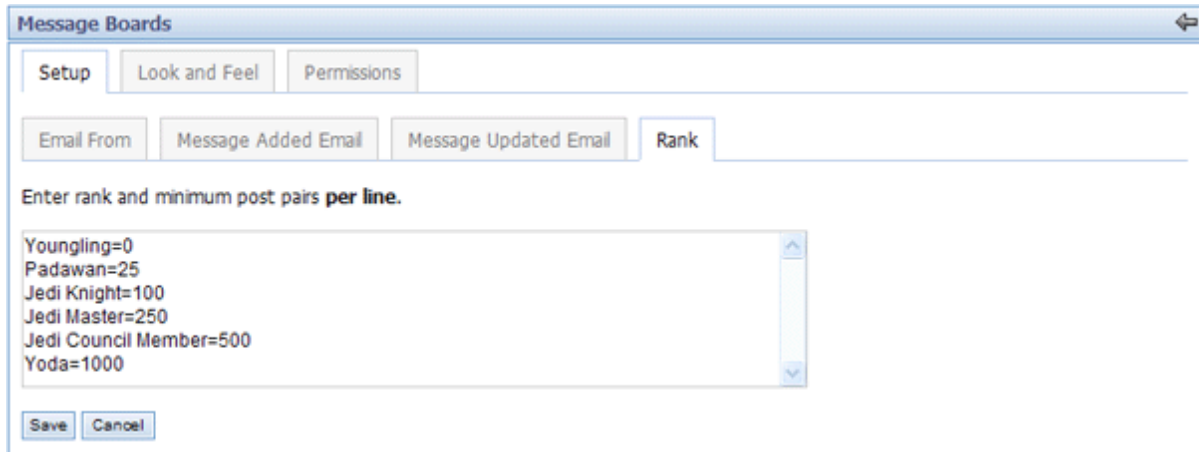 Message Boards
Setup Look and Feel Permissions
Email From Message Added Email Message Updated Email Rank
Enter rank and minimum post pairs per line.
Youngling=0
Padawan=25
Jedi Knight=100
Jedi Master=250
Jedi Council Member=500
Yoda=1000
Save Cancel